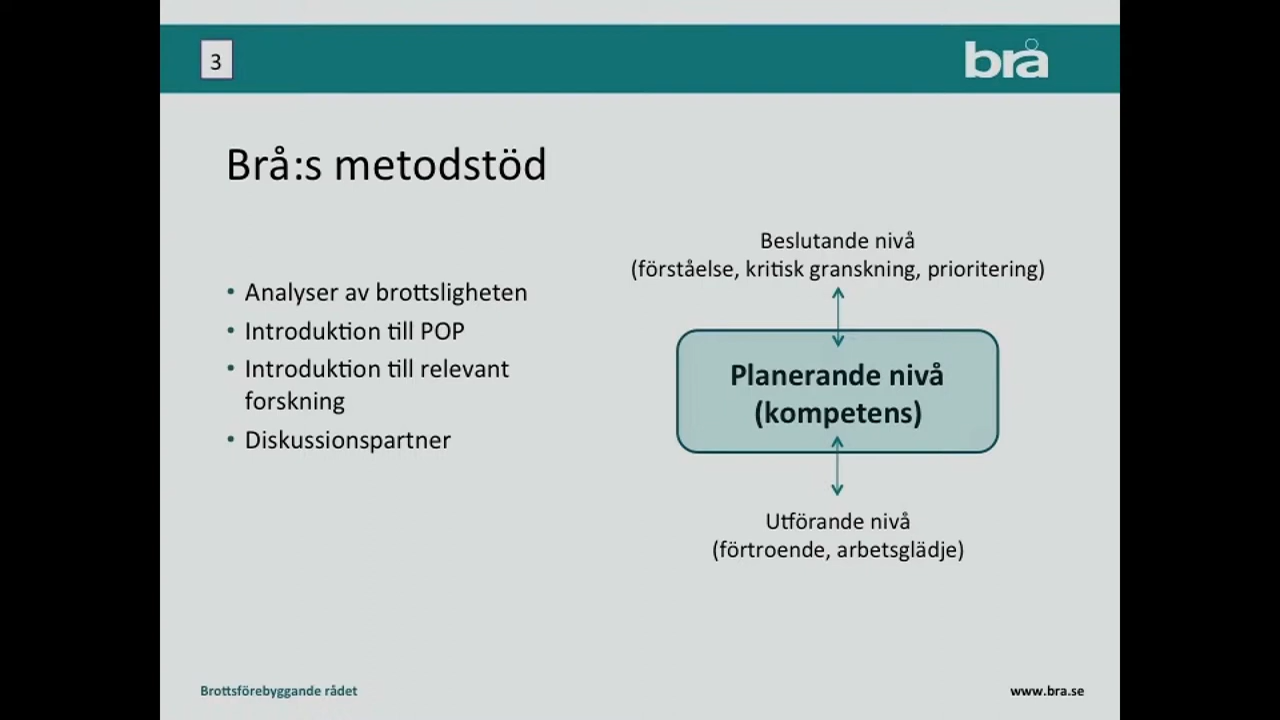 3
brå
Brå:s metodstöd
• Analyser av brottsligheten
• Introduktion till POP
• Introduktion till relevant
forskning
• Diskussionspartner
Beslutande nivå
(förståelse, kritisk granskning, prioritering)
Planerande nivå
(kompetens)
Utförande nivå
(förtroende, arbetsglädje)
Brottsförebyggande rådet
www.bra.se